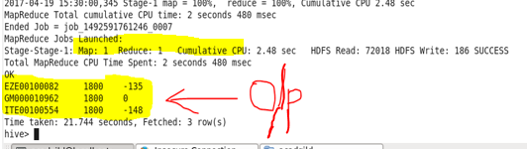 2017-04-19 15:30:00,345 Stage-1 map = 100%, reduce = 100%, Cumulative CPU 2.48 sec
MapReduce Total cumulative CPU time: 2 seconds 480 msec
Ended Job = job_1492591761246_0007
MapReduce Jobs Launched:
Stage-Stage-1: Map: 1 Reduce: 1 Cumulative CPU: 2.48 sec HDFS Read: 72018 HDFS Write: 186 SUCCESS
Total MapReduce CPU Time Spent: 2 seconds 480 msec
OK
EZE00100082 1800 -135
GM000010962 1800 0
ITE00100554 1800 -148
O/p
Time taken: 21.744 seconds, Fetched: 3 row(s)
hive>